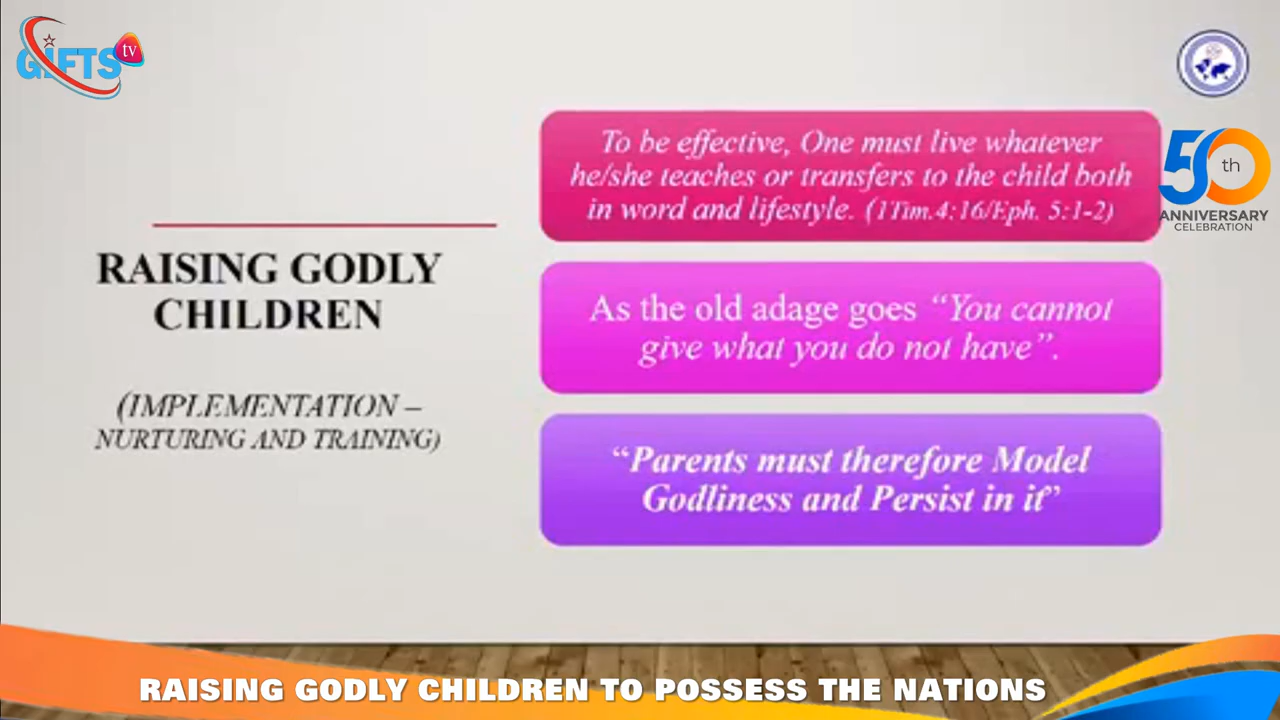 GIFTS tv
50th
ANNIVERSARY
CELEBRATION
RAISING GODLY
CHILDREN
(IMPLEMENTATION –
NURTURING AND TRAINING)
To be effective, One must live whatever
he/she teaches or transfers to the child both
in word and lifestyle. (1Tim.4:16/Eph. 5:1-2)
As the old adage goes “You cannot
give what you do not have”.
“Parents must therefore Model
Godliness and Persist in it”
RAISING GODLY CHILDREN TO POSSESS THE NATIONS